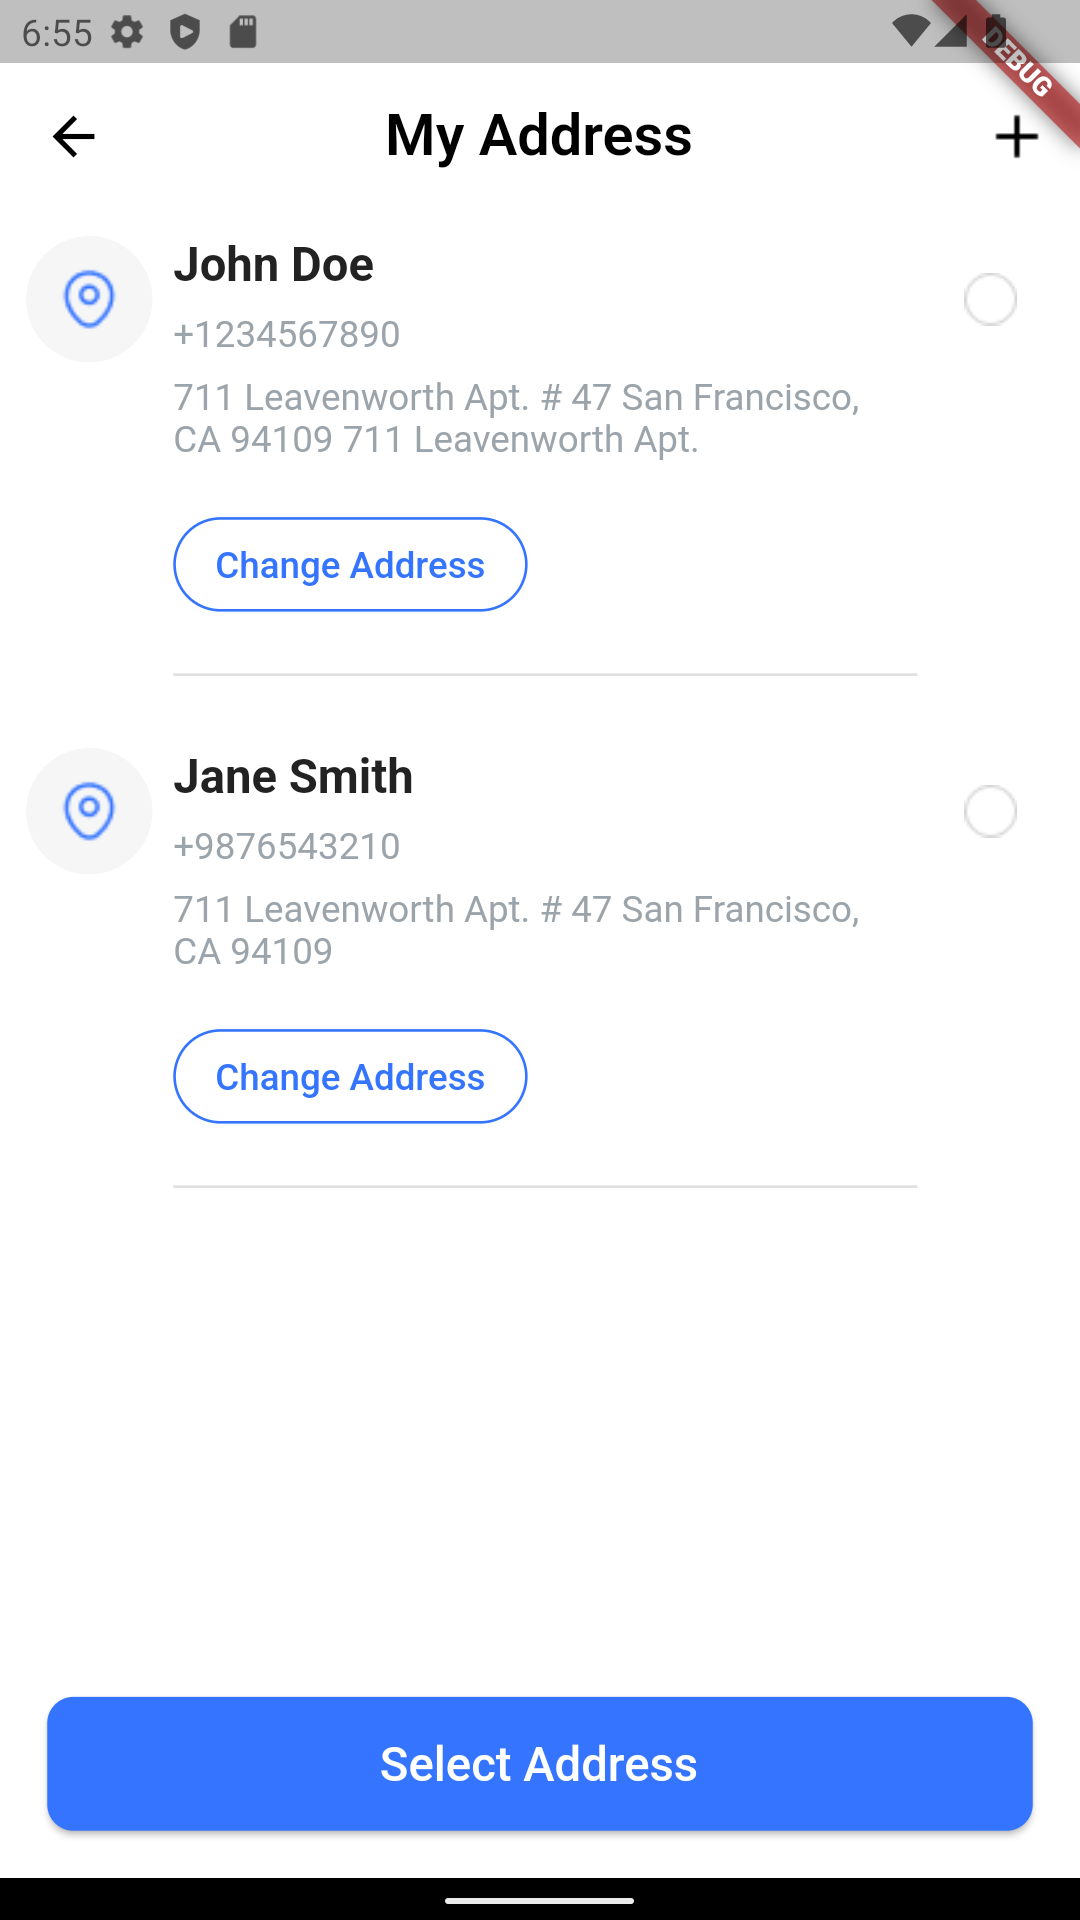 6:55
DEBUG
My Address
John Doe
+1234567890
711 Leavenworth Apt. # 47 San Francisco,
CA 94109 711 Leavenworth Apt.
Change Address
Jane Smith
+9876543210
711 Leavenworth Apt. # 47 San Francisco,
CA 94109
Change Address
Select Address